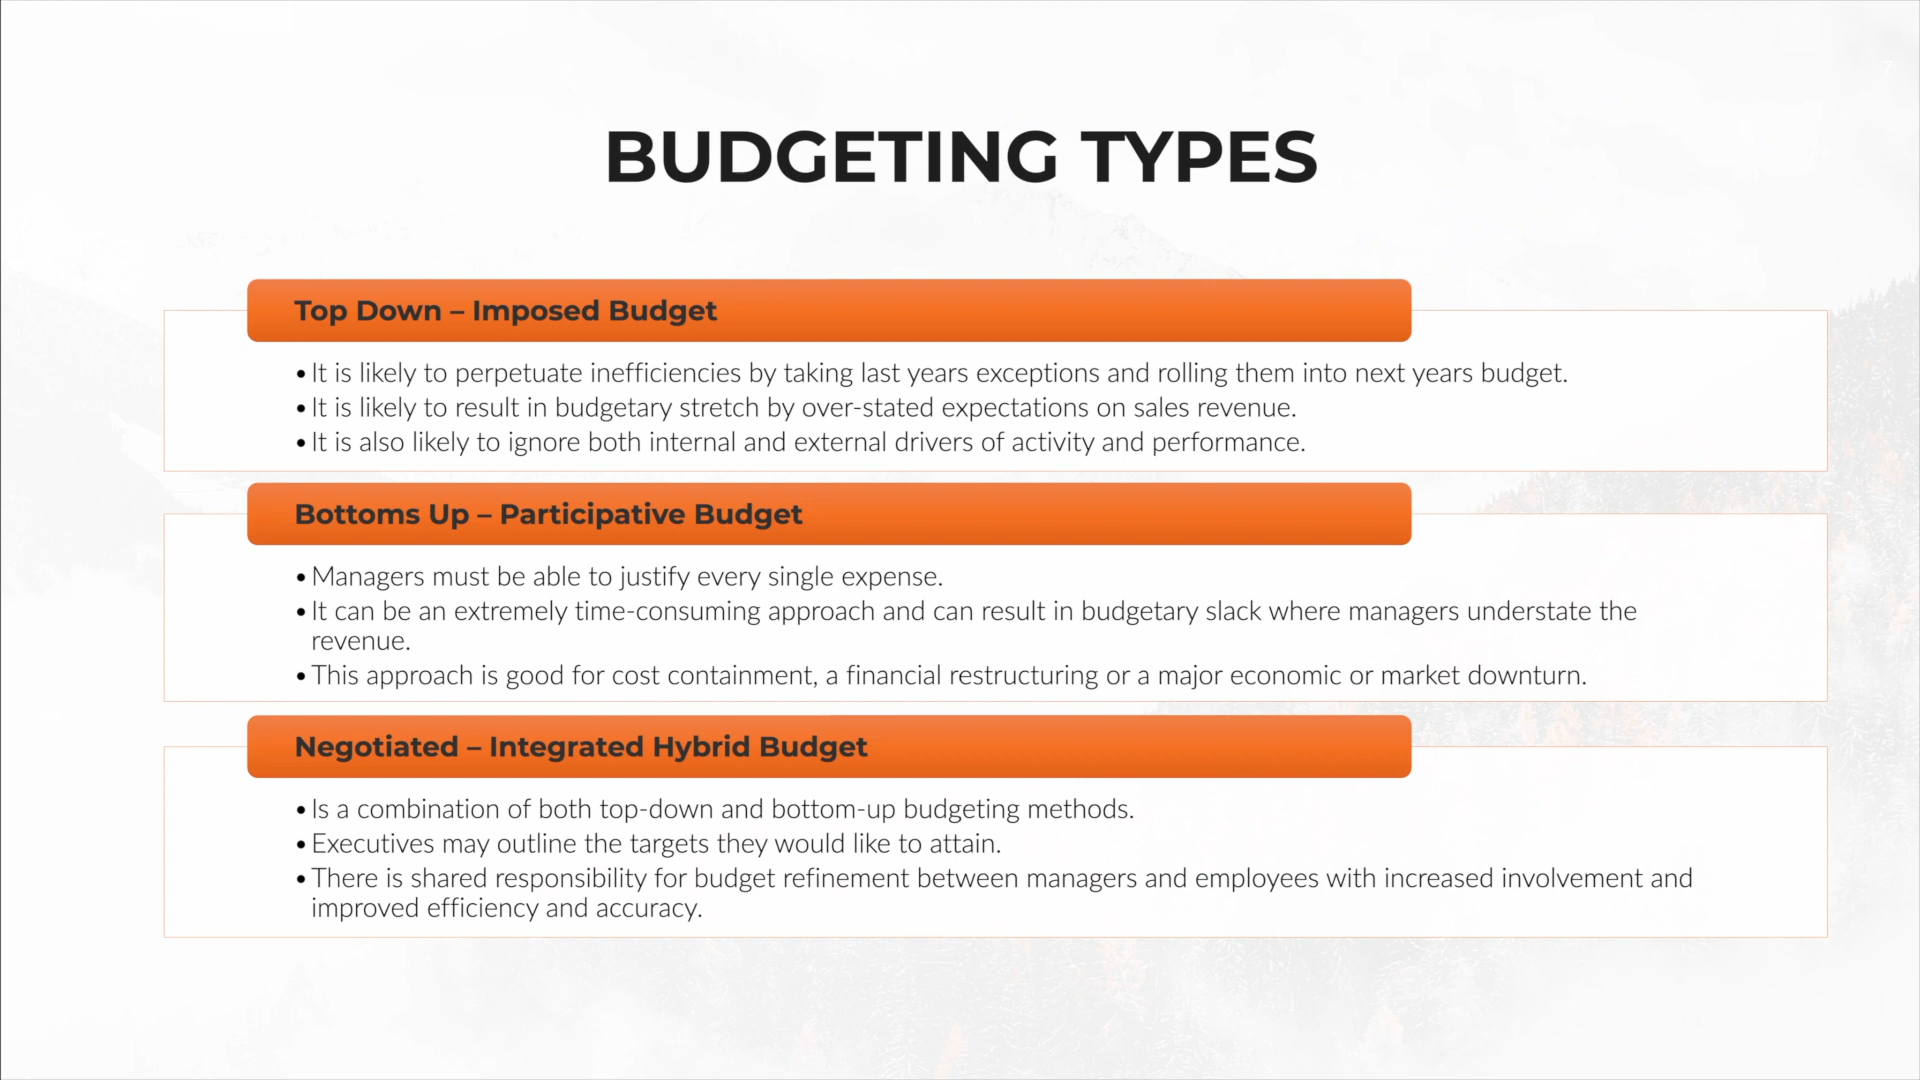 7
BUDGETING TYPES
Top Down – Imposed Budget
•It is likely to perpetuate inefficiencies by taking last years exceptions and rolling them into next years budget.
•It is likely to result in budgetary stretch by over-stated expectations on sales revenue.
•It is also likely to ignore both internal and external drivers of activity and performance.
Bottoms Up – Participative Budget
•Managers must be able to justify every single expense.
•It can be an extremely time-consuming approach and can result in budgetary slack where managers understate the
revenue.
•This approach is good for cost containment, a financial restructuring or a major economic or market downturn.
Negotiated – Integrated Hybrid Budget
•Is a combination of both top-down and bottom-up budgeting methods.
•Executives may outline the targets they would like to attain.
•There is shared responsibility for budget refinement between managers and employees with increased involvement and
improved efficiency and accuracy.